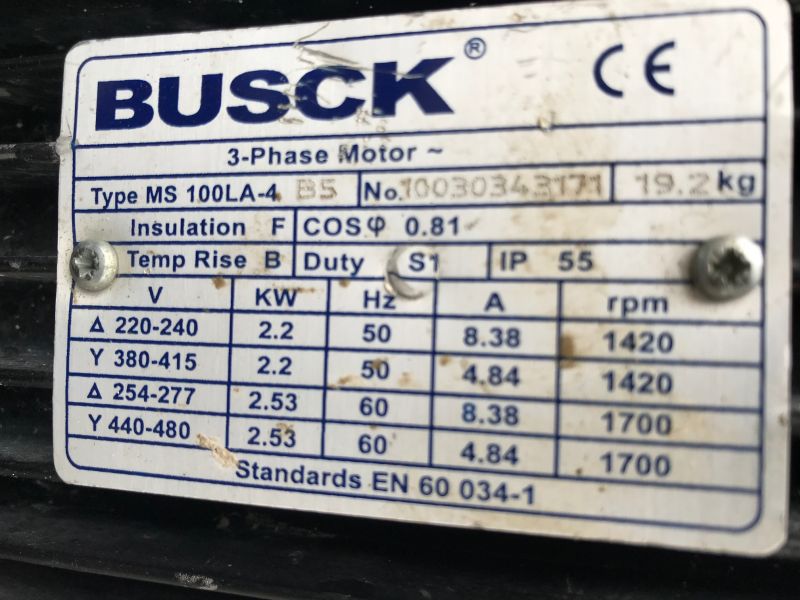 BUSCK® CE
3-Phase Motor ~
Type MS 100LA-4 B5 No.10030343171 19.2kg
Insulation F COSφ 0.81
Temp Rise B Duty S1 IP 55
V KW Hz A rpm
Δ 220-240 2.2 50 8.38 1420
Y 380-415 2.2 50 4.84 1420
Δ 254-277 2.53 60 8.38 1700
Y 440-480 2.53 60 4.84 1700
Standards EN 60 034-1